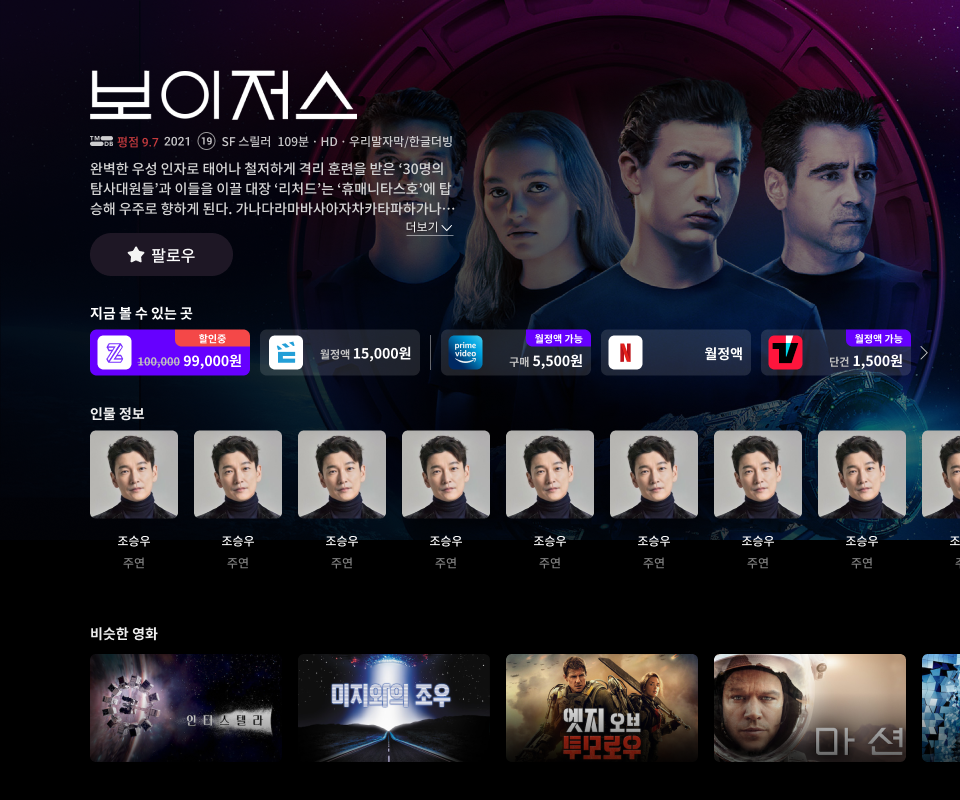 보이저스
TMDB 평점 9.7 2021 19 SF 스릴러 109분 · HD · 우리말자막/한글더빙
완벽한 우성 인자로 태어나 철저하게 격리 훈련을 받은 ‘30명의
탐사대원들’과 이들을 이끌 대장 ‘리처드’는 ‘휴매니타스호’에 탑
승해 우주로 향하게 된다. 가나다라마바사아자차카타파하가나…
더보기
팔로우
지금 볼 수 있는 곳
할인중
100,000 99,000원
월정액 15,000원
prime video
월정액 가능
구매 5,500원
N
월정액
월정액 가능
단건 1,500원
인물 정보
조승우 조승우 조승우 조승우 조승우 조승우 조승우 조승우
주연 주연 주연 주연 주연 주연 주연 주연
비슷한 영화
인터스텔라
미지와의 조우
엣지 오브
투모로우
마션